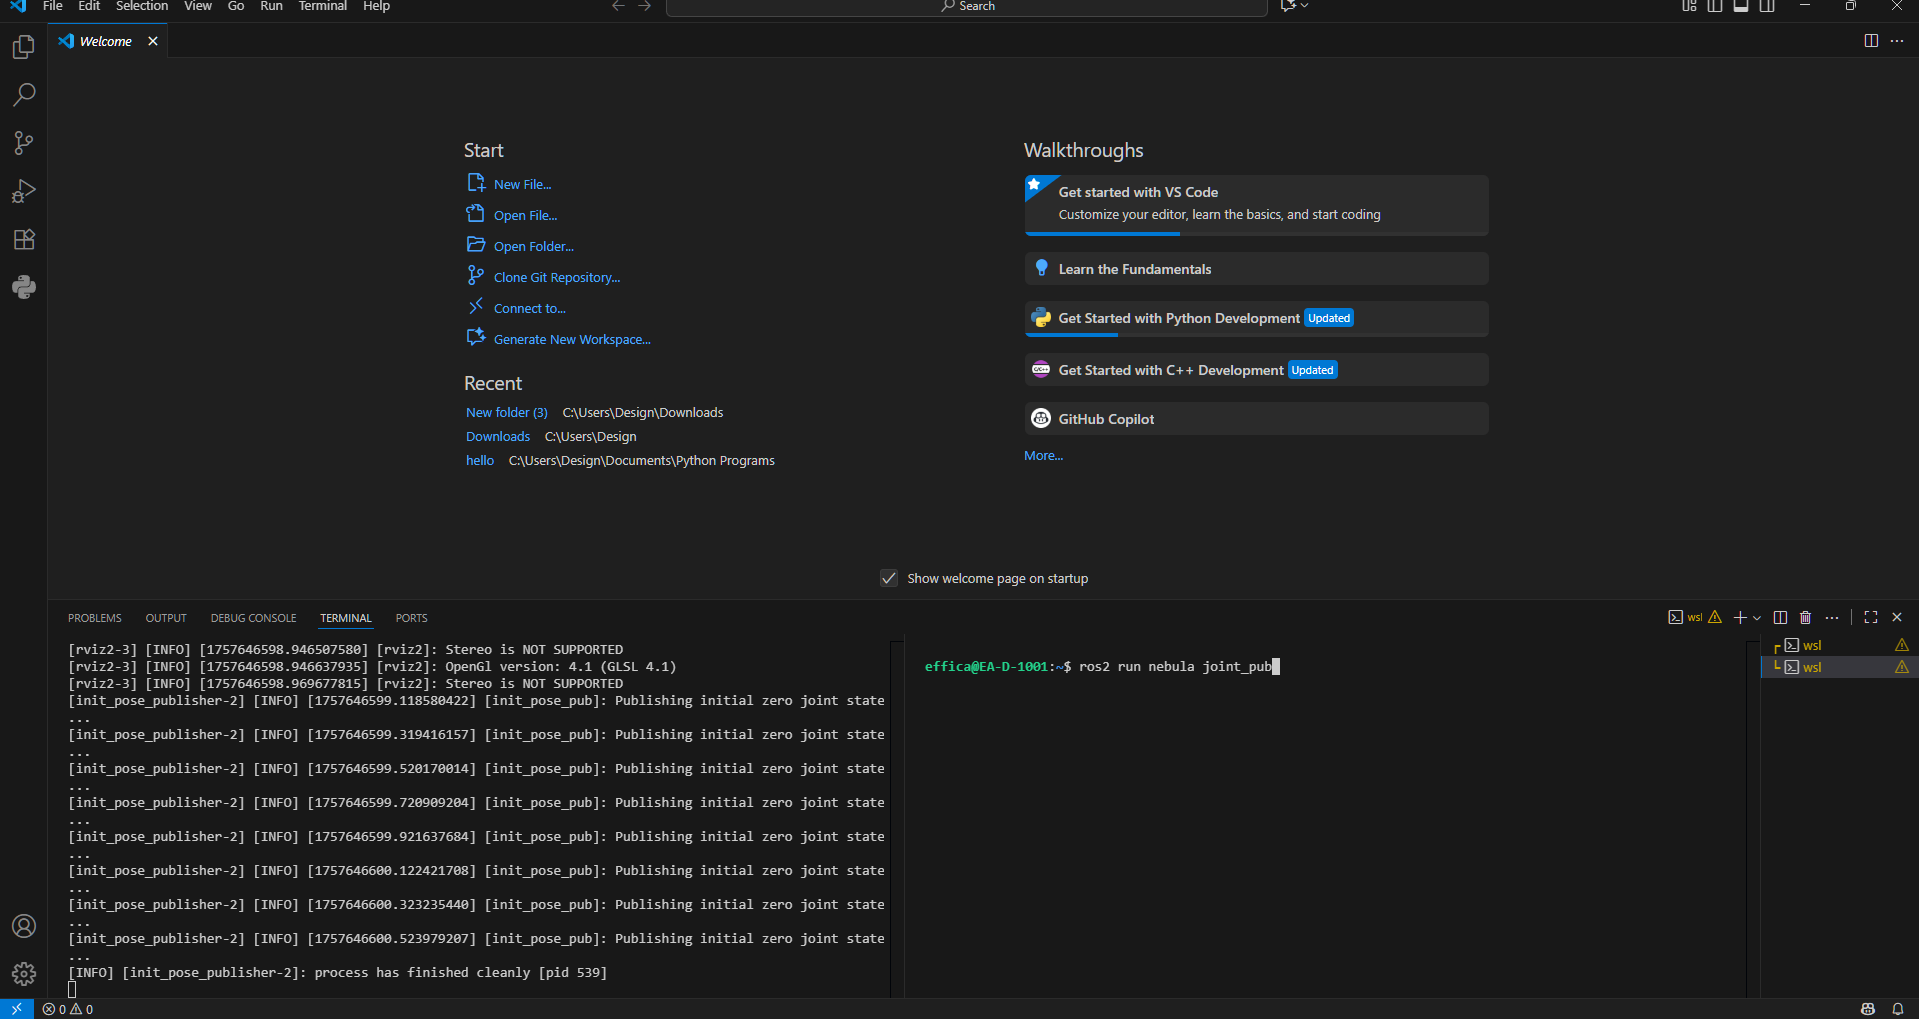 File Edit Selection View Go Run Terminal Help
Search
Welcome
Start
New File...
Open File...
Open Folder...
Clone Git Repository...
Connect to...
Generate New Workspace...
Recent
New folder (3) C:\Users\Design\Downloads
Downloads C:\Users\Design
hello C:\Users\Design\Documents\Python Programs
Walkthroughs
Get started with VS Code
Customize your editor, learn the basics, and start coding
Learn the Fundamentals
Get Started with Python Development Updated
C/C++ Get Started with C++ Development Updated
GitHub Copilot
More...
Show welcome page on startup
PROBLEMS OUTPUT DEBUG CONSOLE TERMINAL PORTS
wsl
[rviz2-3] [INFO] [1757646598.946507580] [rviz2]: Stereo is NOT SUPPORTED
[rviz2-3] [INFO] [1757646598.946637935] [rviz2]: OpenGl version: 4.1 (GLSL 4.1)
[rviz2-3] [INFO] [1757646598.969677815] [rviz2]: Stereo is NOT SUPPORTED
[init_pose_publisher-2] [INFO] [1757646599.118580422] [init_pose_pub]: Publishing initial zero joint state
...
[init_pose_publisher-2] [INFO] [1757646599.319416157] [init_pose_pub]: Publishing initial zero joint state
...
[init_pose_publisher-2] [INFO] [1757646599.520170014] [init_pose_pub]: Publishing initial zero joint state
...
[init_pose_publisher-2] [INFO] [1757646599.720909204] [init_pose_pub]: Publishing initial zero joint state
...
[init_pose_publisher-2] [INFO] [1757646599.921637684] [init_pose_pub]: Publishing initial zero joint state
...
[init_pose_publisher-2] [INFO] [1757646600.122421708] [init_pose_pub]: Publishing initial zero joint state
...
[init_pose_publisher-2] [INFO] [1757646600.323235440] [init_pose_pub]: Publishing initial zero joint state
...
[init_pose_publisher-2] [INFO] [1757646600.523979207] [init_pose_pub]: Publishing initial zero joint state
...
[INFO] [init_pose_publisher-2]: process has finished cleanly [pid 539]
effica@EA-D-1001:~$ ros2 run nebula joint_pub
wsl
wsl
0 0